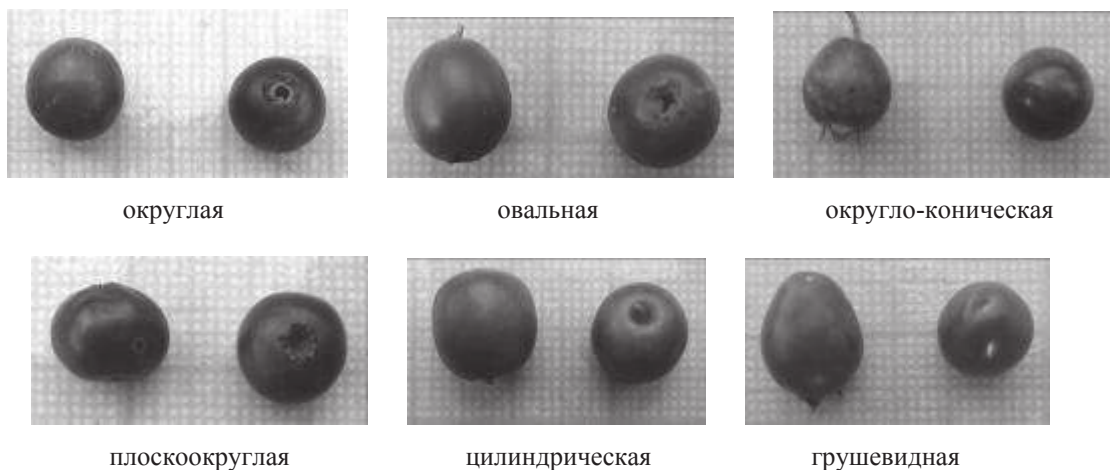 округлая
овальная
округло-коническая
плоскоокруглая
цилиндрическая
грушевидная